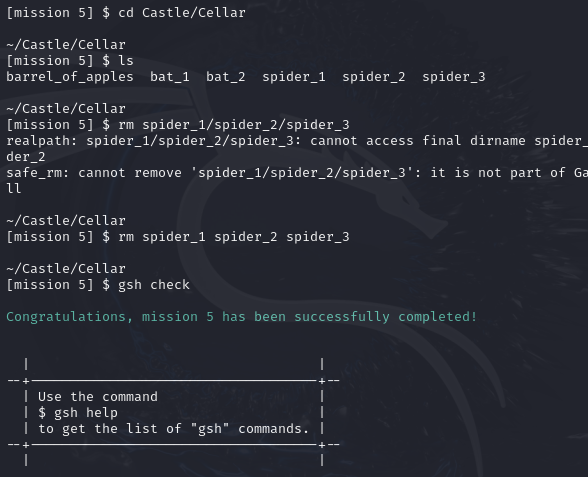 [mission 5] $ cd Castle/Cellar
~/Castle/Cellar
[mission 5] $ ls
barrel_of_apples  bat_1  bat_2  spider_1  spider_2  spider_3
~/Castle/Cellar
[mission 5] $ rm spider_1/spider_2/spider_3
realpath: spider_1/spider_2/spider_3: cannot access final dirname spider_
der_2
safe_rm: cannot remove 'spider_1/spider_2/spider_3': it is not part of Ga
ll
~/Castle/Cellar
[mission 5] $ rm spider_1 spider_2 spider_3
~/Castle/Cellar
[mission 5] $ gsh check
Congratulations, mission 5 has been successfully completed!
Use the command
$ gsh help
to get the list of "gsh" commands.